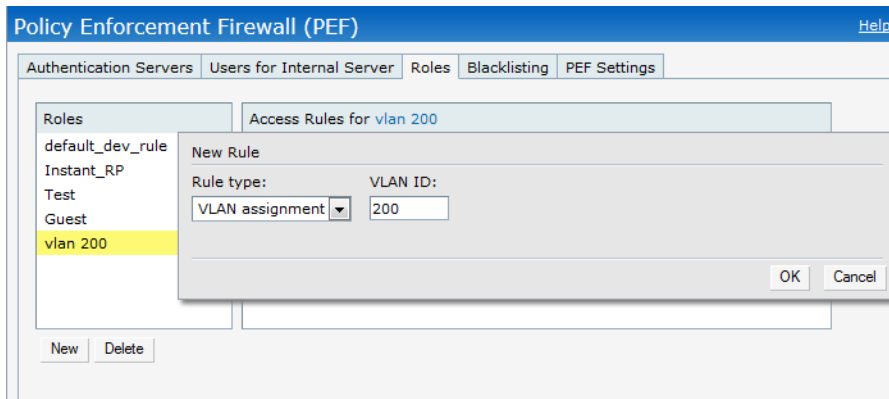 Policy Enforcement Firewall (PEF) Help
Authentication Servers Users for Internal Server Roles Blacklisting PEF Settings
Roles Access Rules for vlan 200
default_dev_rule
Instant_RP
Test
Guest
vlan 200
New Rule
Rule type: VLAN ID:
VLAN assignment 200
OK Cancel
New Delete